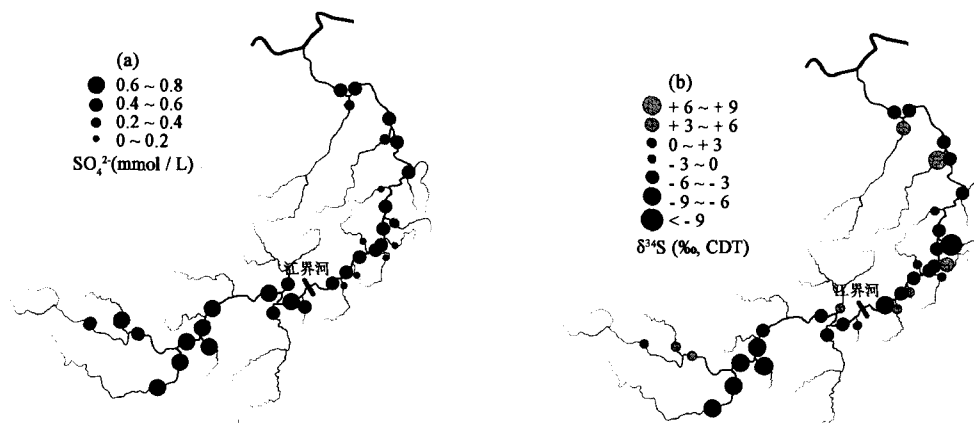 (a)
0.6 ~ 0.8
0.4 ~ 0.6
0.2 ~ 0.4
0 ~ 0.2
SO₄²⁻(mmol / L)
江界河
(b)
+ 6 ~ + 9
+ 3 ~ + 6
0 ~ + 3
- 3 ~ 0
- 6 ~ - 3
- 9 ~ - 6
< - 9
δ³⁴S (‰, CDT)
江界河